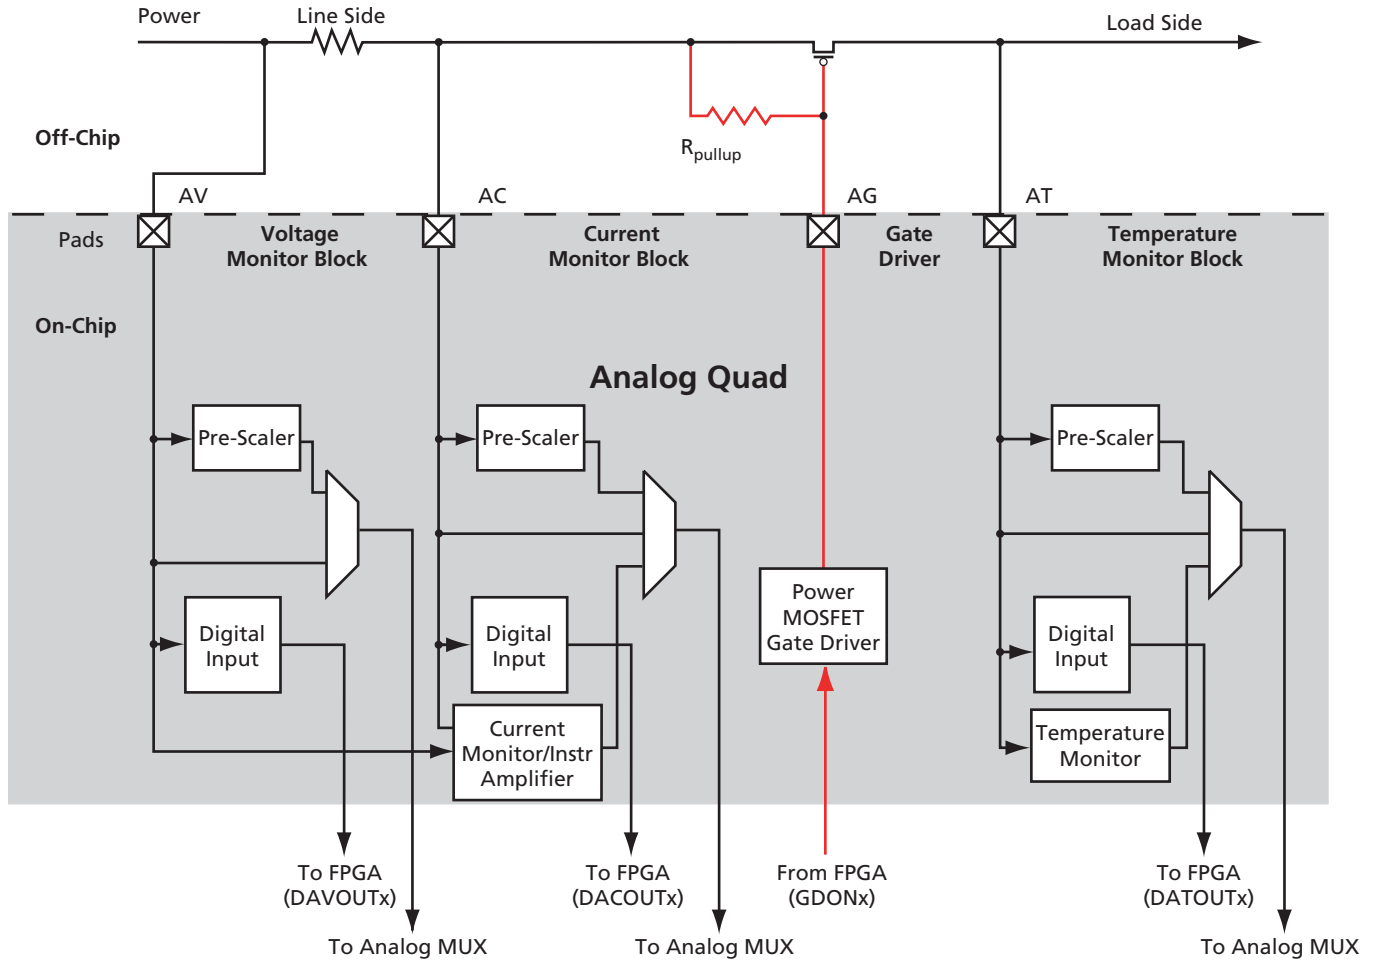 Power
Line Side
Load Side
Off-Chip
Rpullup
AV
AC
AG
AT
Pads
Voltage
Monitor Block
Current
Monitor Block
Gate
Driver
Temperature
Monitor Block
On-Chip
Analog Quad
Pre-Scaler
Pre-Scaler
Pre-Scaler
Power
MOSFET
Gate Driver
Digital
Input
Digital
Input
Digital
Input
Current
Monitor/Instr
Amplifier
Temperature
Monitor
To FPGA
(DAVOUTx)
To FPGA
(DACOUTx)
From FPGA
(GDONx)
To FPGA
(DATOUTx)
To Analog MUX
To Analog MUX
To Analog MUX